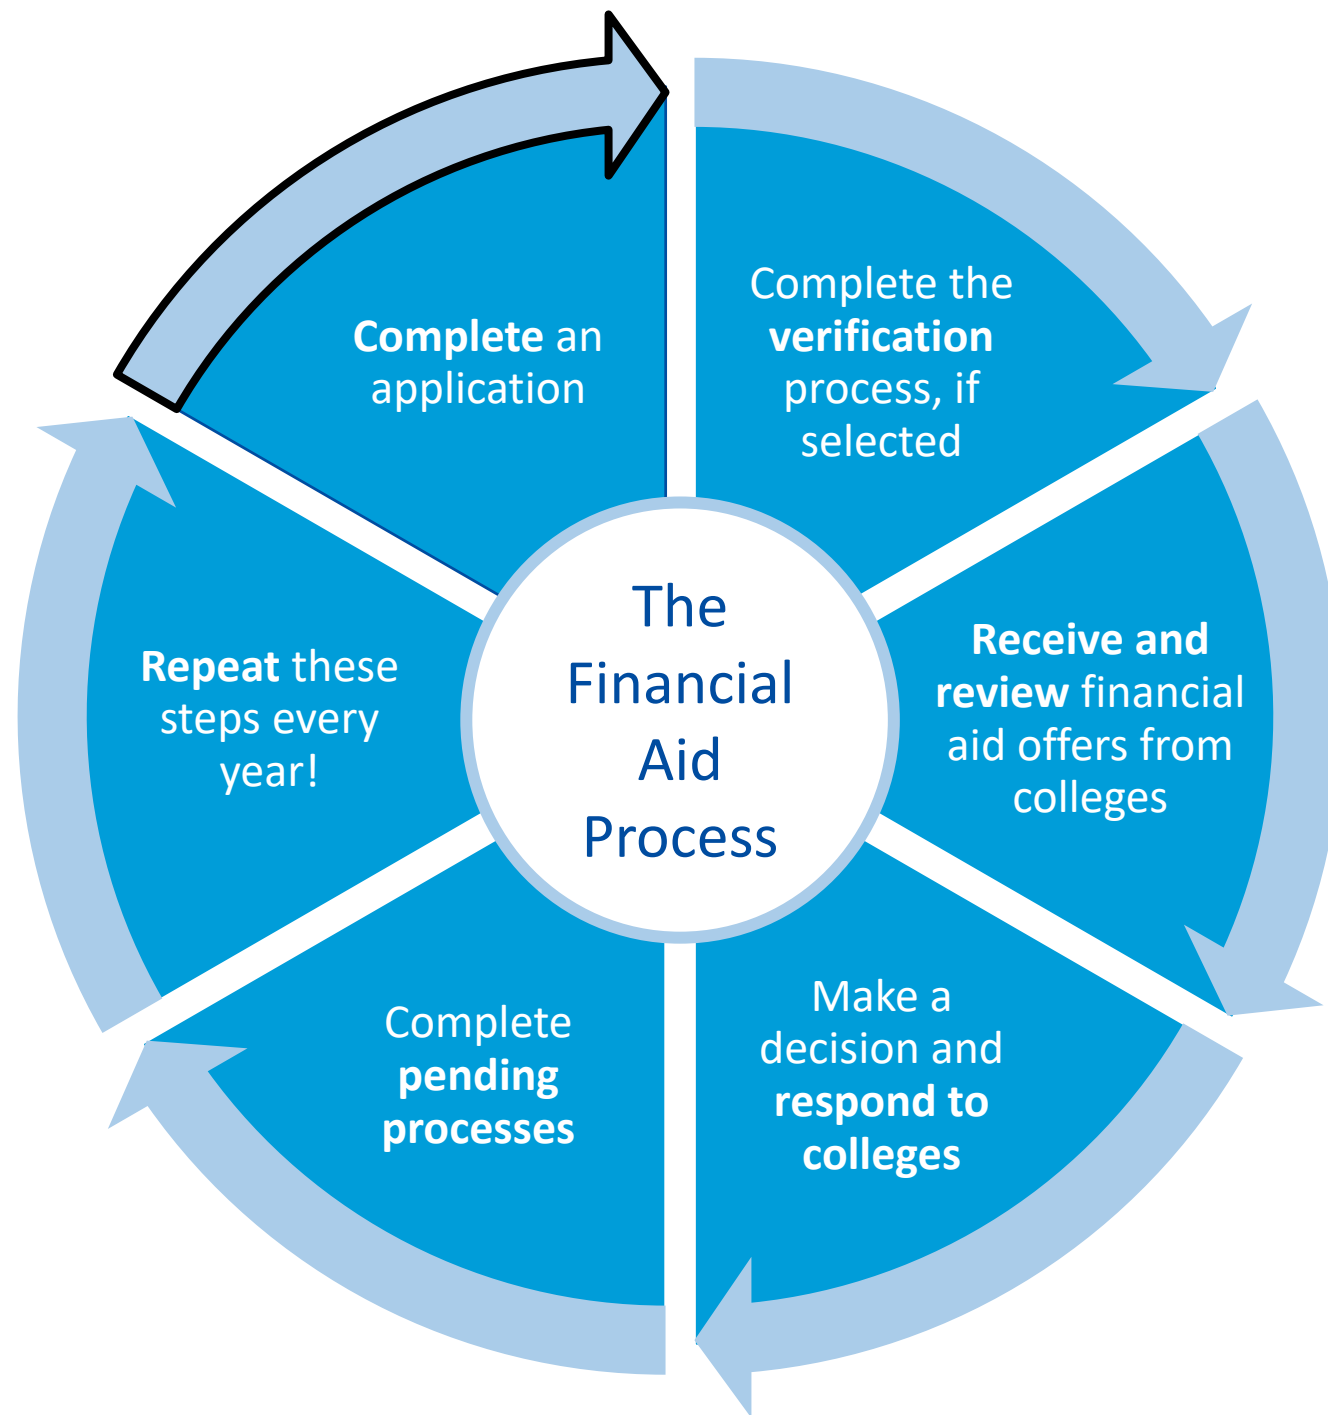 The
Financial
Aid
Process
Complete an
application
Complete the
verification
process, if
selected
Receive and
review financial
aid offers from
colleges
Make a
decision and
respond to
colleges
Complete
pending
processes
Repeat these
steps every
year!